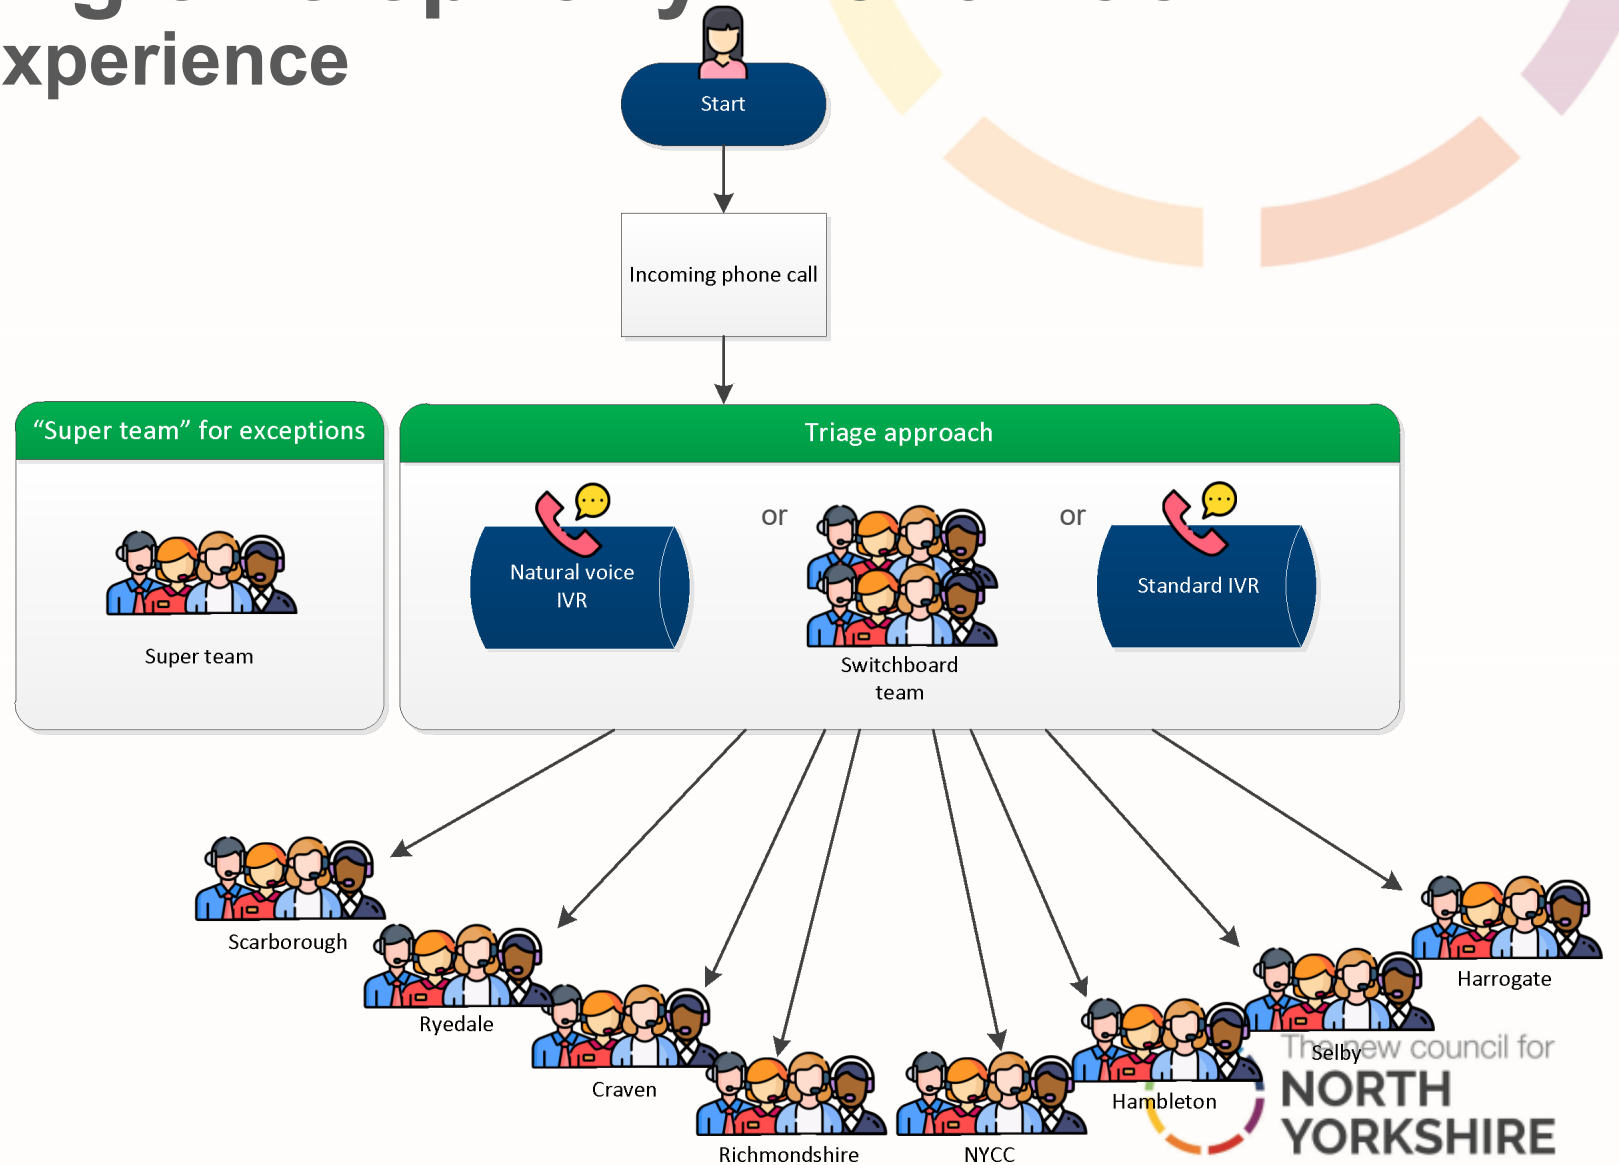 xperience
Start
Incoming phone call
“Super team” for exceptions
Triage approach
Natural voice
IVR
or
or
Standard IVR
Super team
Switchboard
team
Scarborough
Ryedale
Craven
Richmondshire
NYCC
Hambleton
Selby
Harrogate
The new council for
NORTH
YORKSHIRE